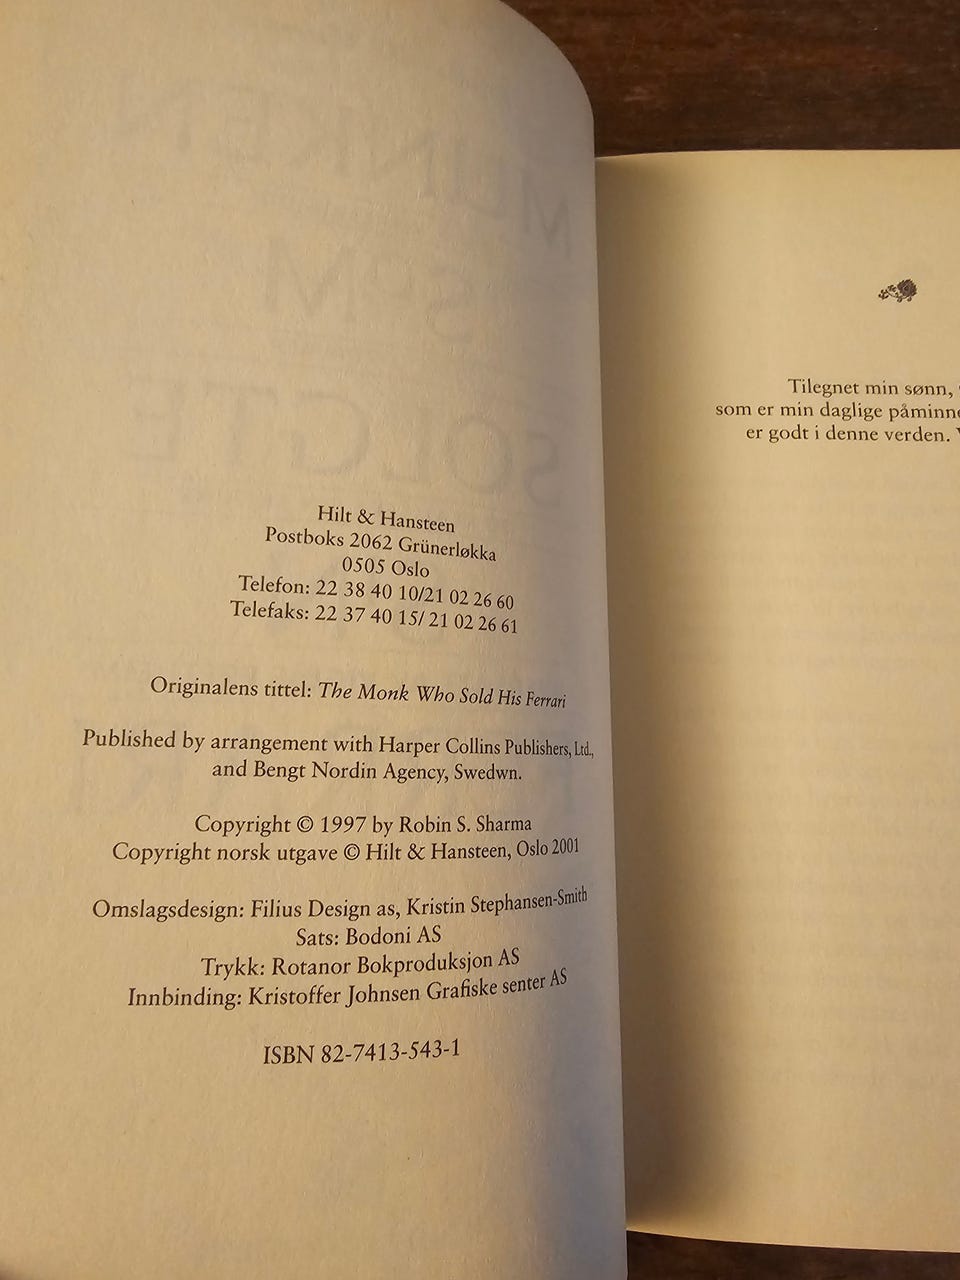 Hilt & Hansteen
Postboks 2062 Grünerløkka
0505 Oslo
Telefon: 22 38 40 10/21 02 26 60
Telefaks: 22 37 40 15/ 21 02 26 61
Originalens tittel: The Monk Who Sold His Ferrari
Published by arrangement with Harper Collins Publishers, Ltd.,
and Bengt Nordin Agency, Swedwn.
Copyright © 1997 by Robin S. Sharma
Copyright norsk utgave © Hilt & Hansteen, Oslo 2001
Omslagsdesign: Filius Design as, Kristin Stephansen-Smith
Sats: Bodoni AS
Trykk: Rotanor Bokproduksjon AS
Innbinding: Kristoffer Johnsen Grafiske senter AS
ISBN 82-7413-543-1
Tilegnet min sønn,
som er min daglige
er godt i denne verden.